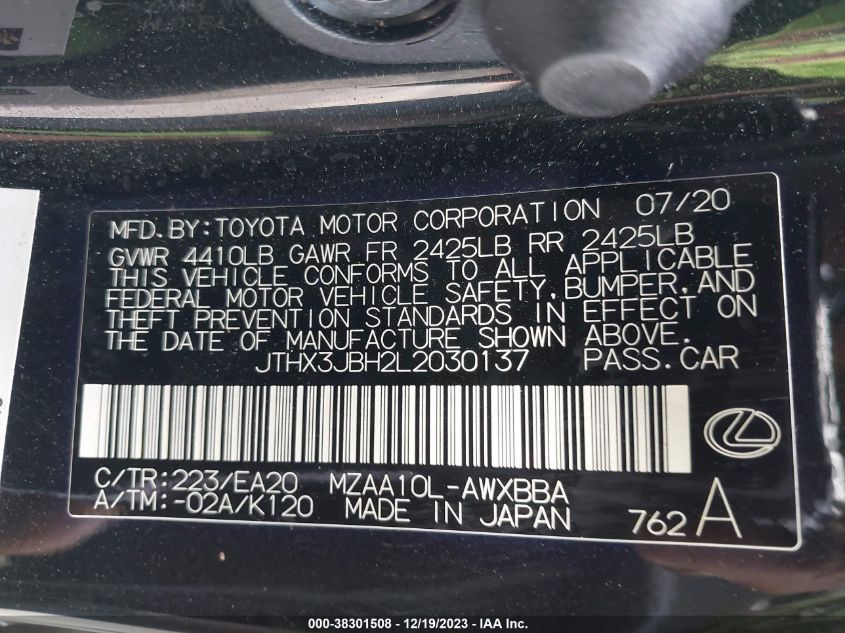 MFD.BY:TOYOTA MOTOR CORPORATION 07/20
GVWR 4410LB GAWR FR 2425LB RR 2425LB
THIS VEHICLE CONFORMS TO ALL APPLICABLE
FEDERAL MOTOR VEHICLE SAFETY,BUMPER,AND
THEFT PREVENTION STANDARDS IN EFFECT ON
THE DATE OF MANUFACTURE SHOWN ABOVE.
JTHX3JBH2L2030137 PASS.CAR
C/TR:223/EA20 MZAA10L-AWXBBA
A/TM:-02A/K120 MADE IN JAPAN 762A
000-38301508 - 12/19/2023 - IAA Inc.